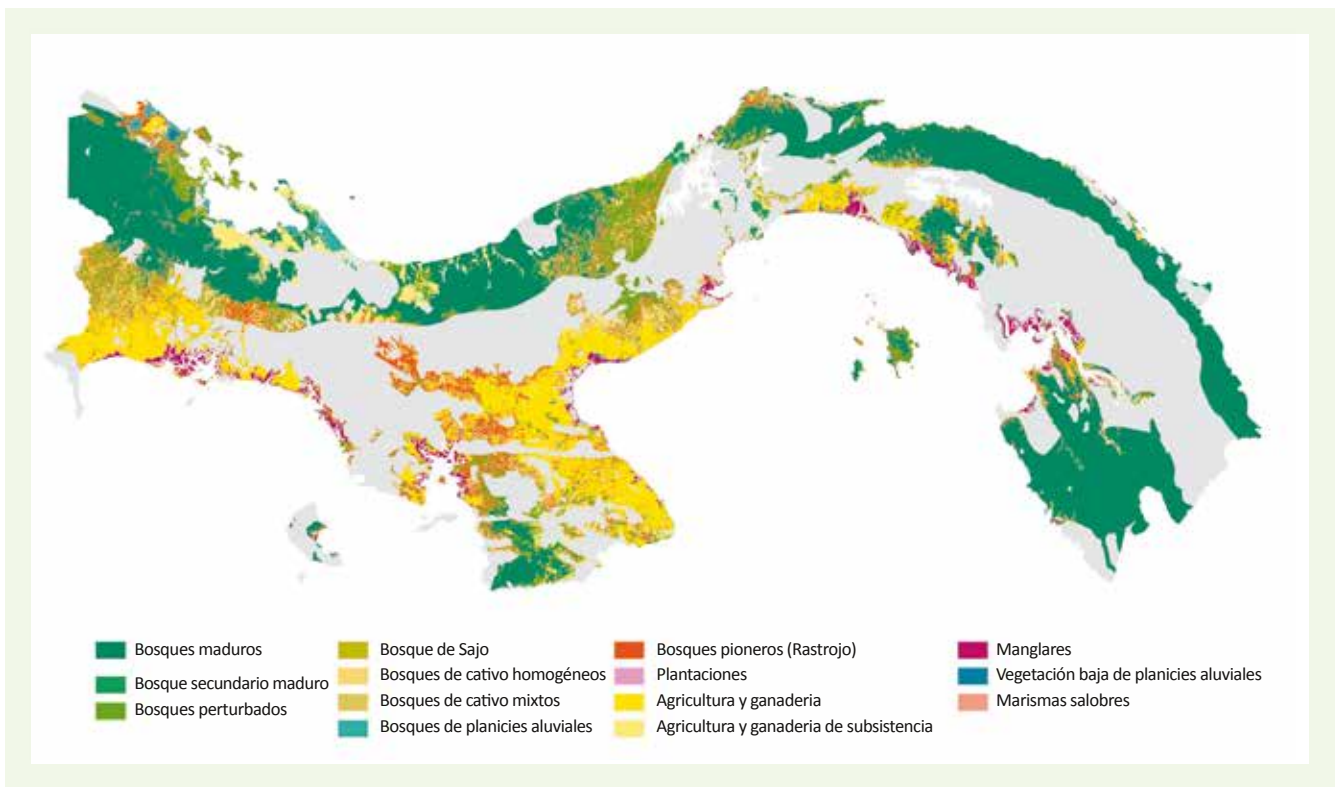 Bosques maduros
Bosque secundario maduro
Bosques perturbados
Bosque de Sajo
Bosques de cativo homogéneos
Bosques de cativo mixtos
Bosques de planicies aluviales
Bosques pioneros (Rastrojo)
Plantaciones
Agricultura y ganaderia
Agricultura y ganaderia de subsistencia
Manglares
Vegetación baja de planicies aluviales
Marismas salobres